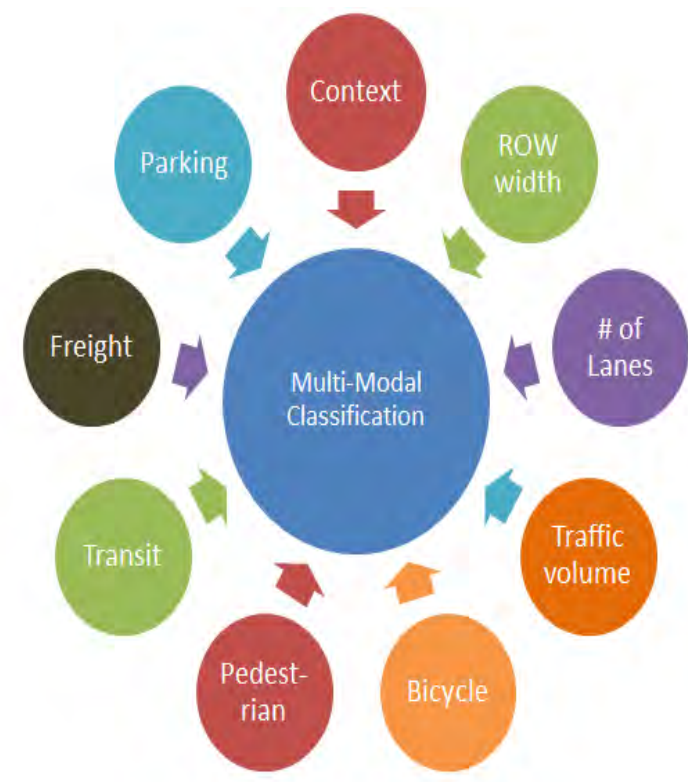 Context
ROW
width
# of
Lanes
Traffic
volume
Bicycle
Pedest-
rian
Transit
Freight
Parking
Multi-Modal
Classification